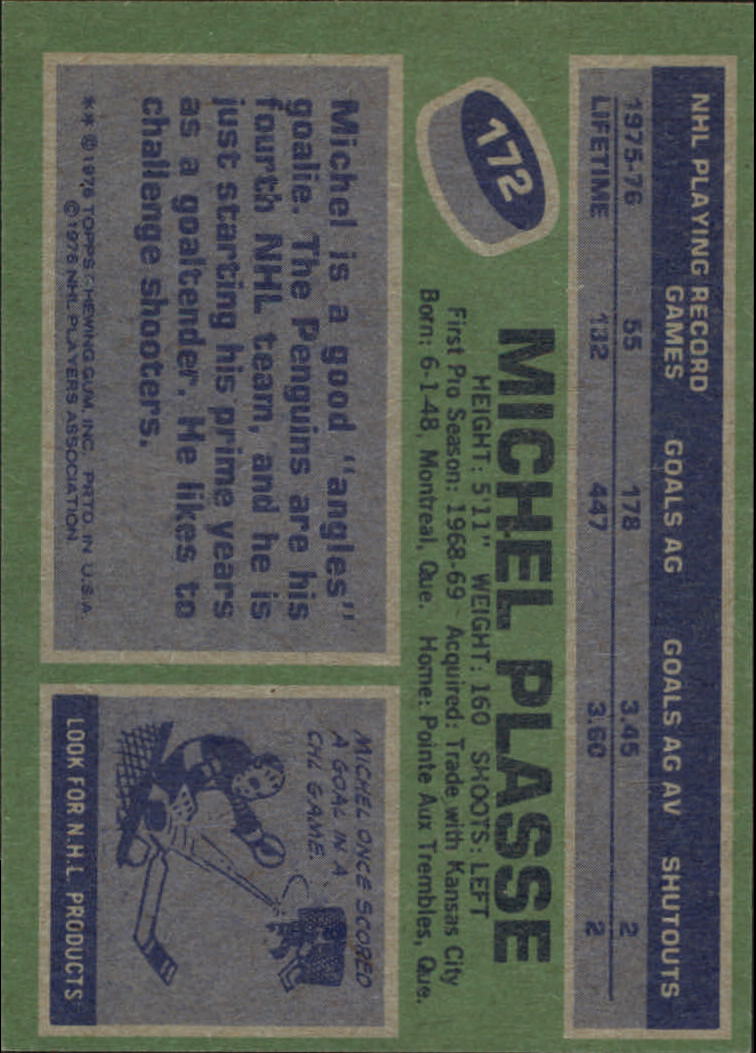 NHL PLAYING RECORD
GAMES GOALS AG GOALS AG AV SHUTOUTS
1975-76 55 178 3.45 2
LIFETIME 132 447 3.60 2
172
MICHEL PLASSE
HEIGHT: 5'11" WEIGHT: 160 SHOOTS: LEFT
First Pro Season: 1968-69 Acquired: Trade with Kansas City
Born: 6-1-48, Montreal, Que. Home: Pointe Aux Trembles, Que.
Michel is a good "angles"
goalie. The Penguins are his
fourth NHL team, and he is
just starting his prime years
as a goaltender. He likes to
challenge shooters.
** © 1976 TOPPS CHEWING GUM, INC. PRTD. IN U.S.A.
© 1976 NHL PLAYERS ASSOCIATION
MICHEL ONCE SCORED
A GOAL IN A
CHL GAME.
LOOK FOR N.H.L. PRODUCTS